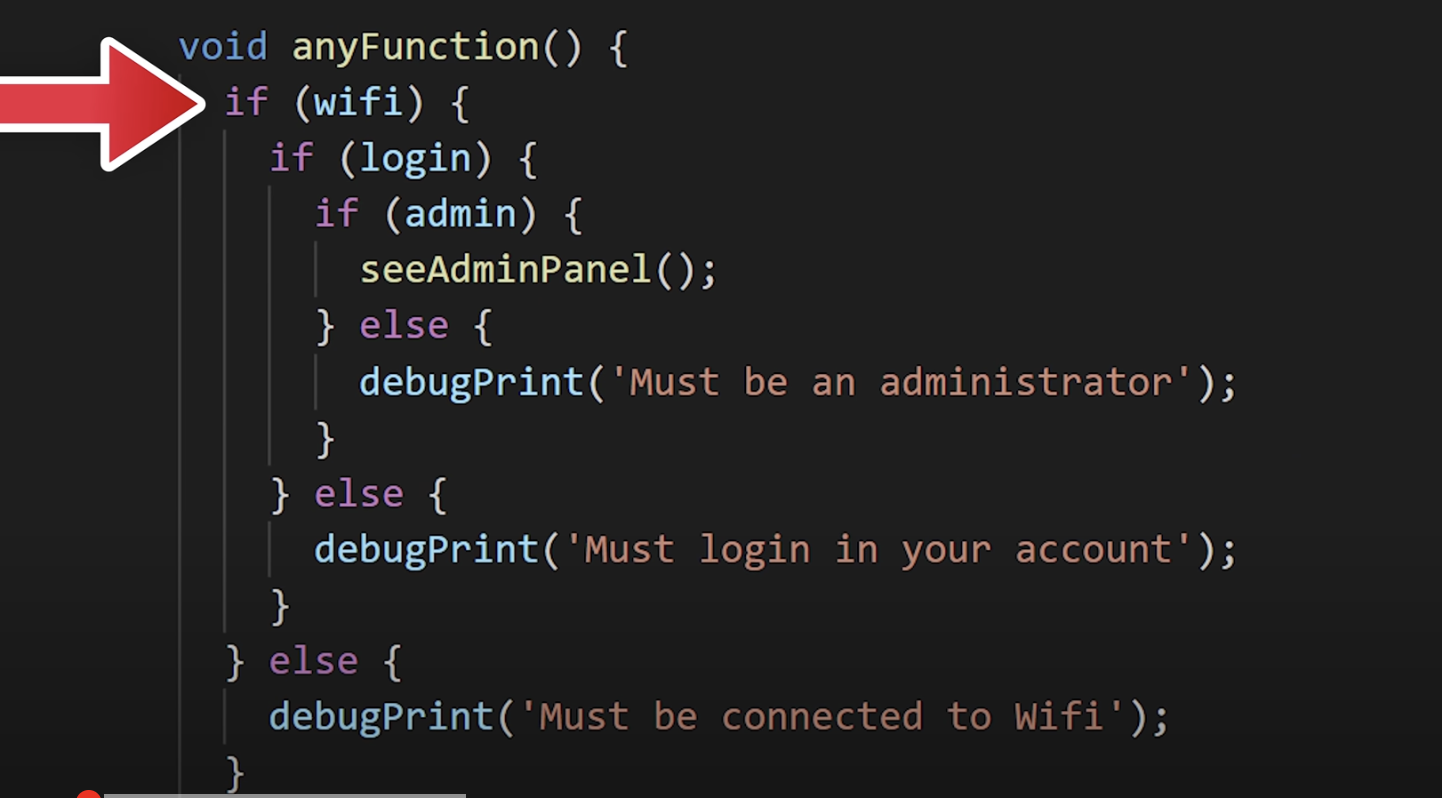 void anyFunction() {
  if (wifi) {
    if (login) {
      if (admin) {
        seeAdminPanel();
      } else {
        debugPrint('Must be an administrator');
      }
    } else {
      debugPrint('Must login in your account');
    }
  } else {
    debugPrint('Must be connected to Wifi');
  }